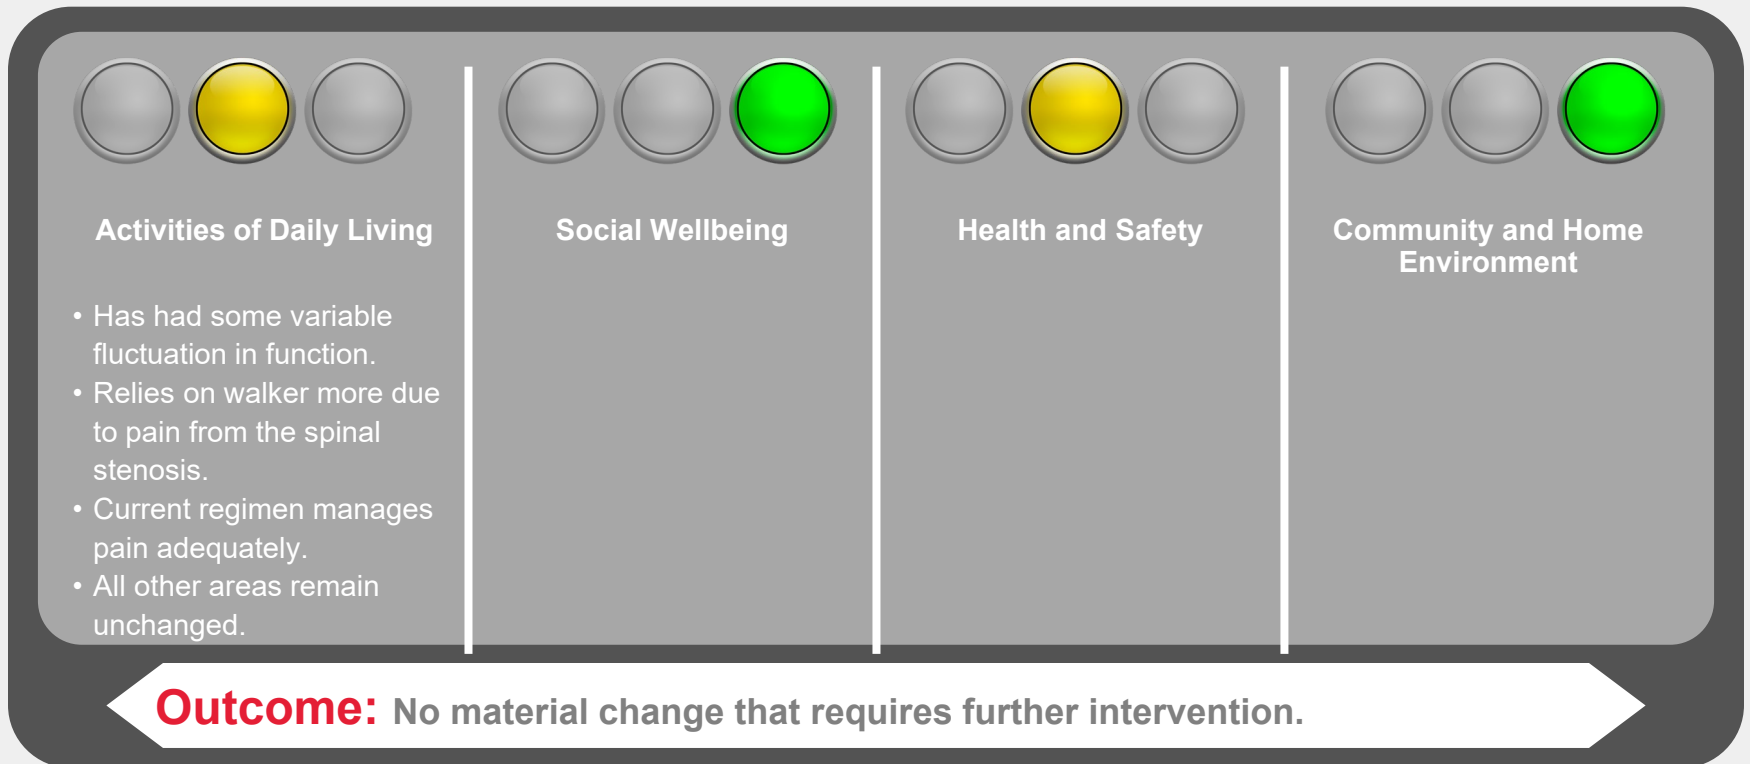 Activities of Daily Living
• Has had some variable
fluctuation in function.
• Relies on walker more due
to pain from the spinal
stenosis.
• Current regimen manages
pain adequately.
• All other areas remain
unchanged.
Social Wellbeing
Health and Safety
Community and Home
Environment
Outcome: No material change that requires further intervention.